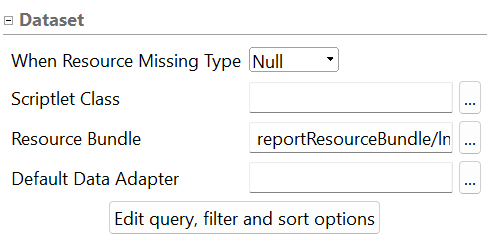 Dataset
When Resource Missing Type Null
Scriptlet Class ...
Resource Bundle reportResourceBundle/ ...
Default Data Adapter ...
Edit query, filter and sort options